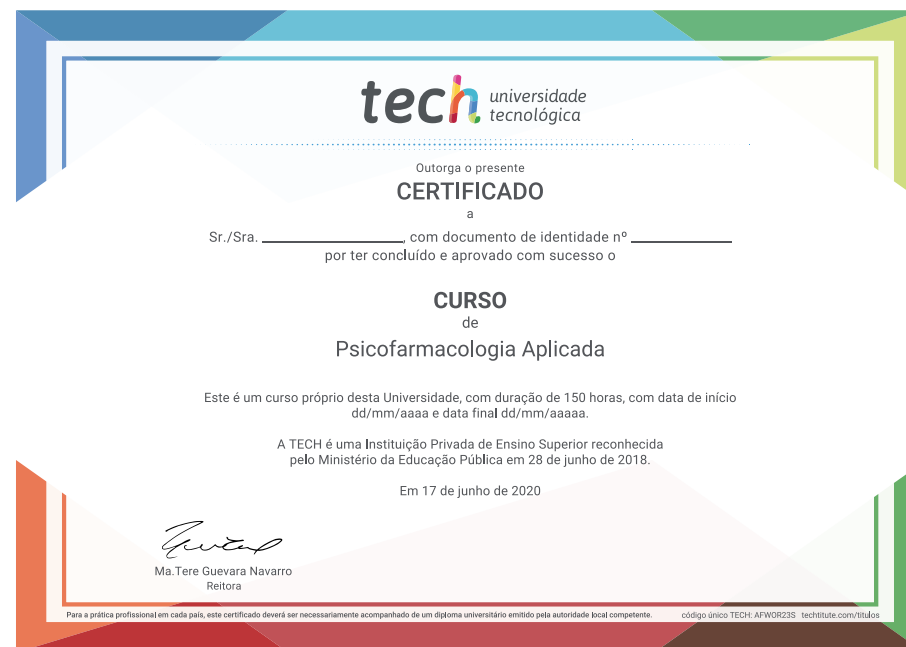 tech universidade
tecnológica
Outorga o presente
CERTIFICADO
a
Sr./Sra. ________________, com documento de identidade nº ____________
por ter concluído e aprovado com sucesso o
CURSO
de
Psicofarmacologia Aplicada
Este é um curso próprio desta Universidade, com duração de 150 horas, com data de início
dd/mm/aaaa e data final dd/mm/aaaaa.
A TECH é uma Instituição Privada de Ensino Superior reconhecida
pelo Ministério da Educação Pública em 28 de junho de 2018.
Em 17 de junho de 2020
Ma.Tere Guevara Navarro
Reitora
Para a prática profissional em cada país, este certificado deverá ser necessariamente acompanhado de um diploma universitário emitido pela autoridade local competente. código único TECH: AFWOR23S techtitute.com/titulos